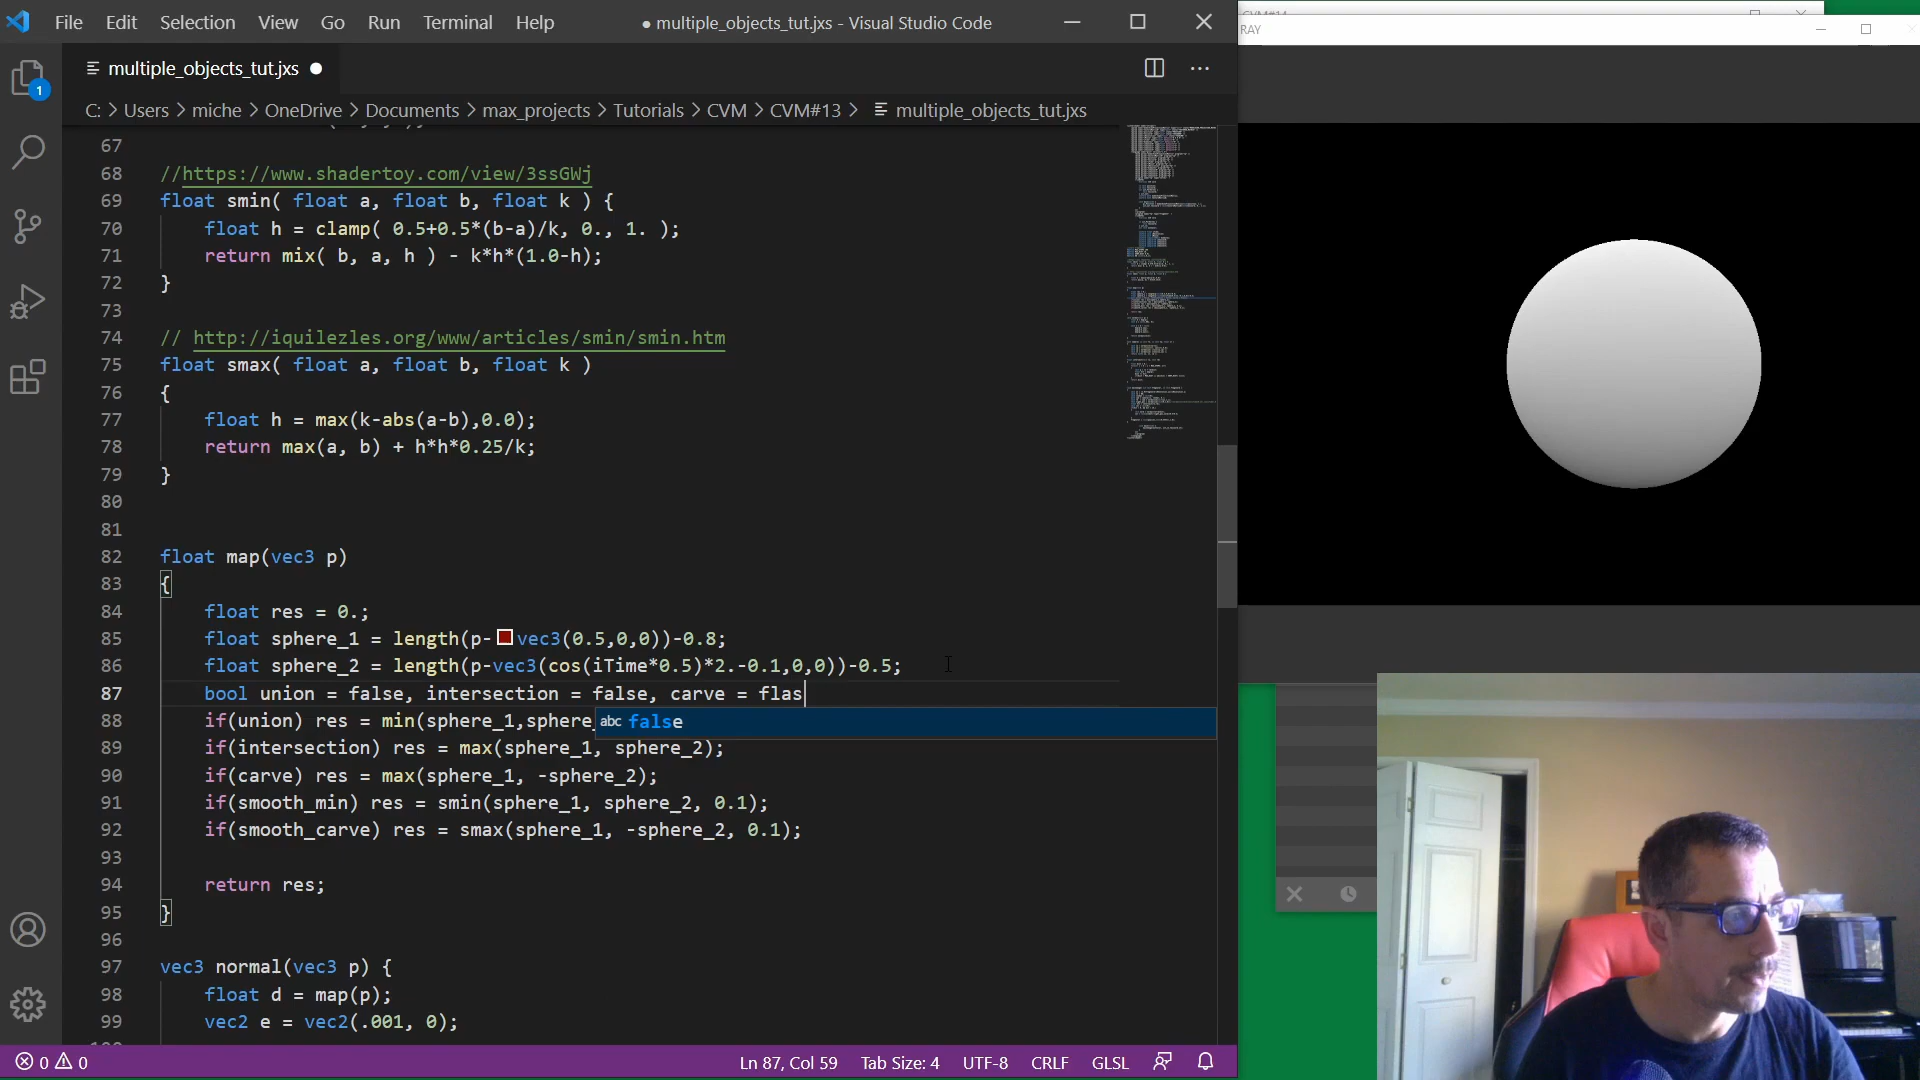 File Edit Selection View Go Run Terminal Help ● multiple_objects_tut.jxs - Visual Studio Code
RAY
multiple_objects_tut.jxs
1
C: > Users > miche > OneDrive > Documents > max_projects > Tutorials > CVM > CVM#13 > multiple_objects_tut.jxs
67
68 //https://www.shadertoy.com/view/3ssGWj
69 float smin( float a, float b, float k ) {
70 float h = clamp( 0.5+0.5*(b-a)/k, 0., 1. );
71 return mix( b, a, h ) - k*h*(1.0-h);
72 }
73
74 // http://iquilezles.org/www/articles/smin/smin.htm
75 float smax( float a, float b, float k )
76 {
77 float h = max(k-abs(a-b),0.0);
78 return max(a, b) + h*h*0.25/k;
79 }
80
81
82 float map(vec3 p)
83 {
84 float res = 0.;
85 float sphere_1 = length(p-vec3(0.5,0,0))-0.8;
86 float sphere_2 = length(p-vec3(cos(iTime*0.5)*2.-0.1,0,0))-0.5;
87 bool union = false, intersection = false, carve = flas
88 if(union) res = min(sphere_1,sphere_
abc false
89 if(intersection) res = max(sphere_1, sphere_2);
90 if(carve) res = max(sphere_1, -sphere_2);
91 if(smooth_min) res = smin(sphere_1, sphere_2, 0.1);
92 if(smooth_carve) res = smax(sphere_1, -sphere_2, 0.1);
93
94 return res;
95 }
96
97 vec3 normal(vec3 p) {
98 float d = map(p);
99 vec2 e = vec2(.001, 0);
0 0 Ln 87, Col 59 Tab Size: 4 UTF-8 CRLF GLSL